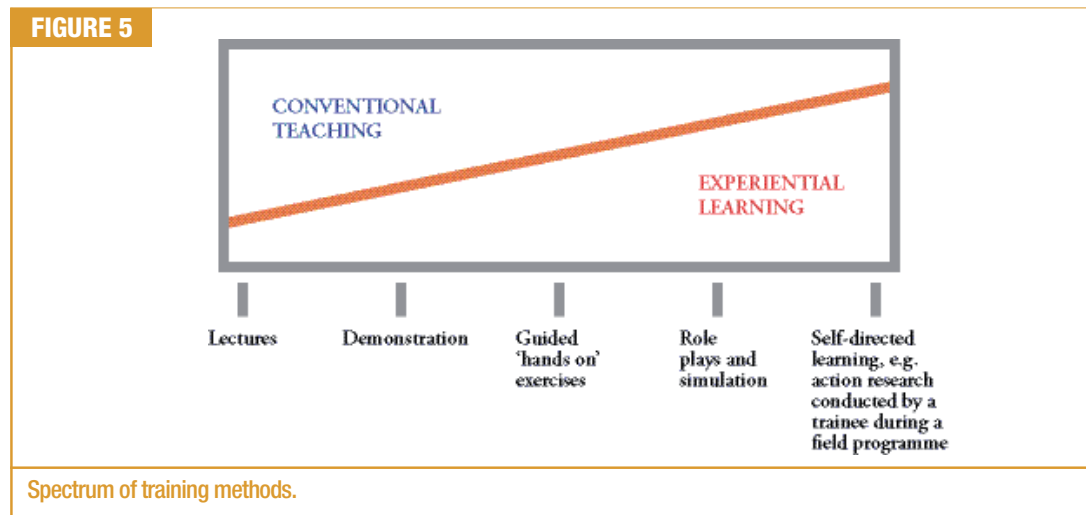 FIGURE 5
CONVENTIONAL
TEACHING
EXPERIENTIAL
LEARNING
Lectures
Demonstration
Guided
'hands on'
exercises
Role
plays and
simulation
Self-directed
learning, e.g.
action research
conducted by a
trainee during a
field programme
Spectrum of training methods.